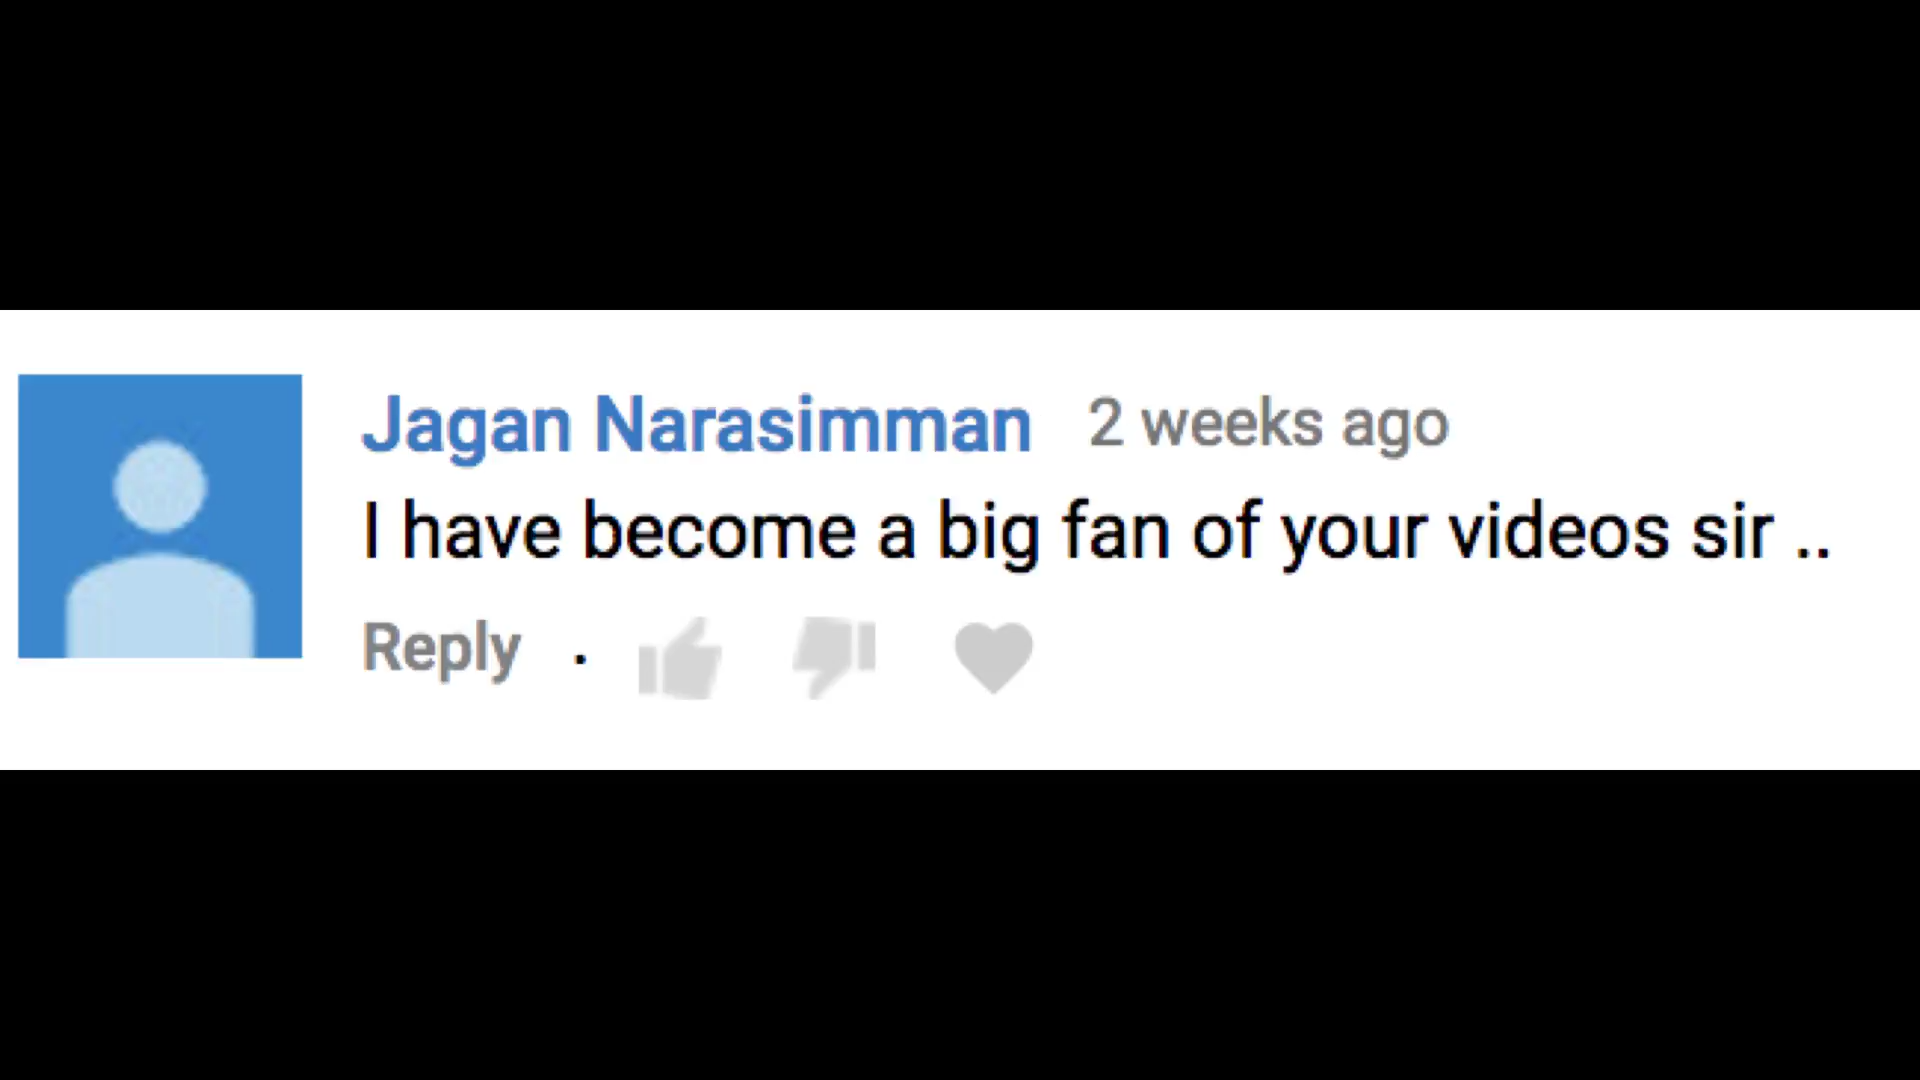 Jagan Narasimman 2 weeks ago
I have become a big fan of your videos sir ..
Reply .